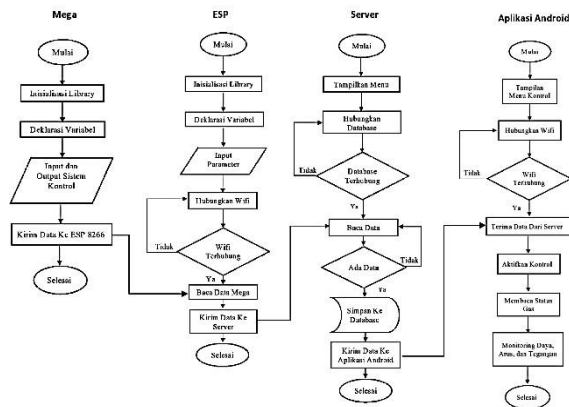 Mega
Mulai
Inisialisasi Library
Deklarasi Variabel
Input dan
Output Sistem
Kontrol
Kirim Data Ke ESP 8266
Selesai
ESP
Mulai
Inisialisasi Library
Deklarasi Variabel
Input
Parameter
Hubungkan Wifi
Tidak
Wifi
Terhubung
Ya
Baca Data Mega
Kirim Data Ke
Server
Selesai
Server
Mulai
Tampilkan Menu
Hubungkan
Database
Tidak
Database
Terhubung
Ya
Baca Data
Tidak
Ada Data
Ya
Simpan Ke
Database
Kirim Data Ke
Aplikasi Android
Selesai
Aplikasi Android
Mulai
Tampilan
Menu Kontrol
Hubungkan Wifi
Tidak
Wifi
Terhubung
Ya
Terima Data Dari Server
Aktifkan Kontrol
Membaca Status
Gas
Monitoring Daya,
Arus, dan Tegangan
Selesai